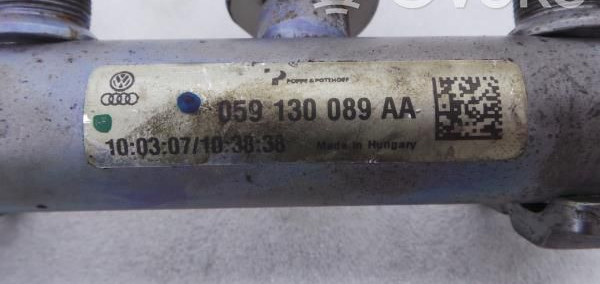 POPPE & POTTHOFF
059 130 089 AA
10:03:07/10:38:38
Made in Hungary